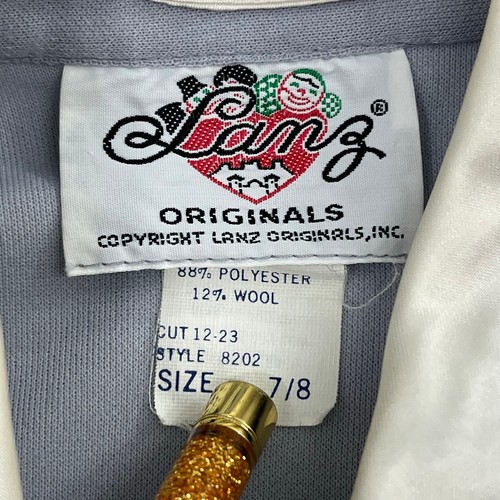 Lanz®
ORIGINALS
COPYRIGHT LANZ ORIGINALS, INC.
88% POLYESTER
12% WOOL
CUT 12-23
STYLE 8202
SIZE 7/8